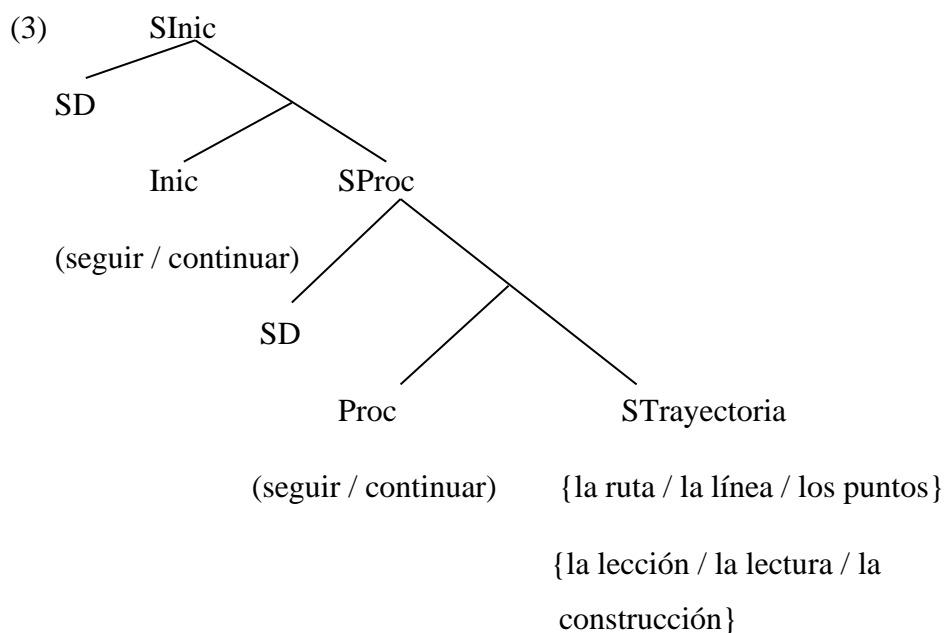 (3) SInic
SD
Inic SProc
(seguir / continuar)
SD
Proc STrayectoria
(seguir / continuar) {la ruta / la línea / los puntos}
{la lección / la lectura / la
construcción}